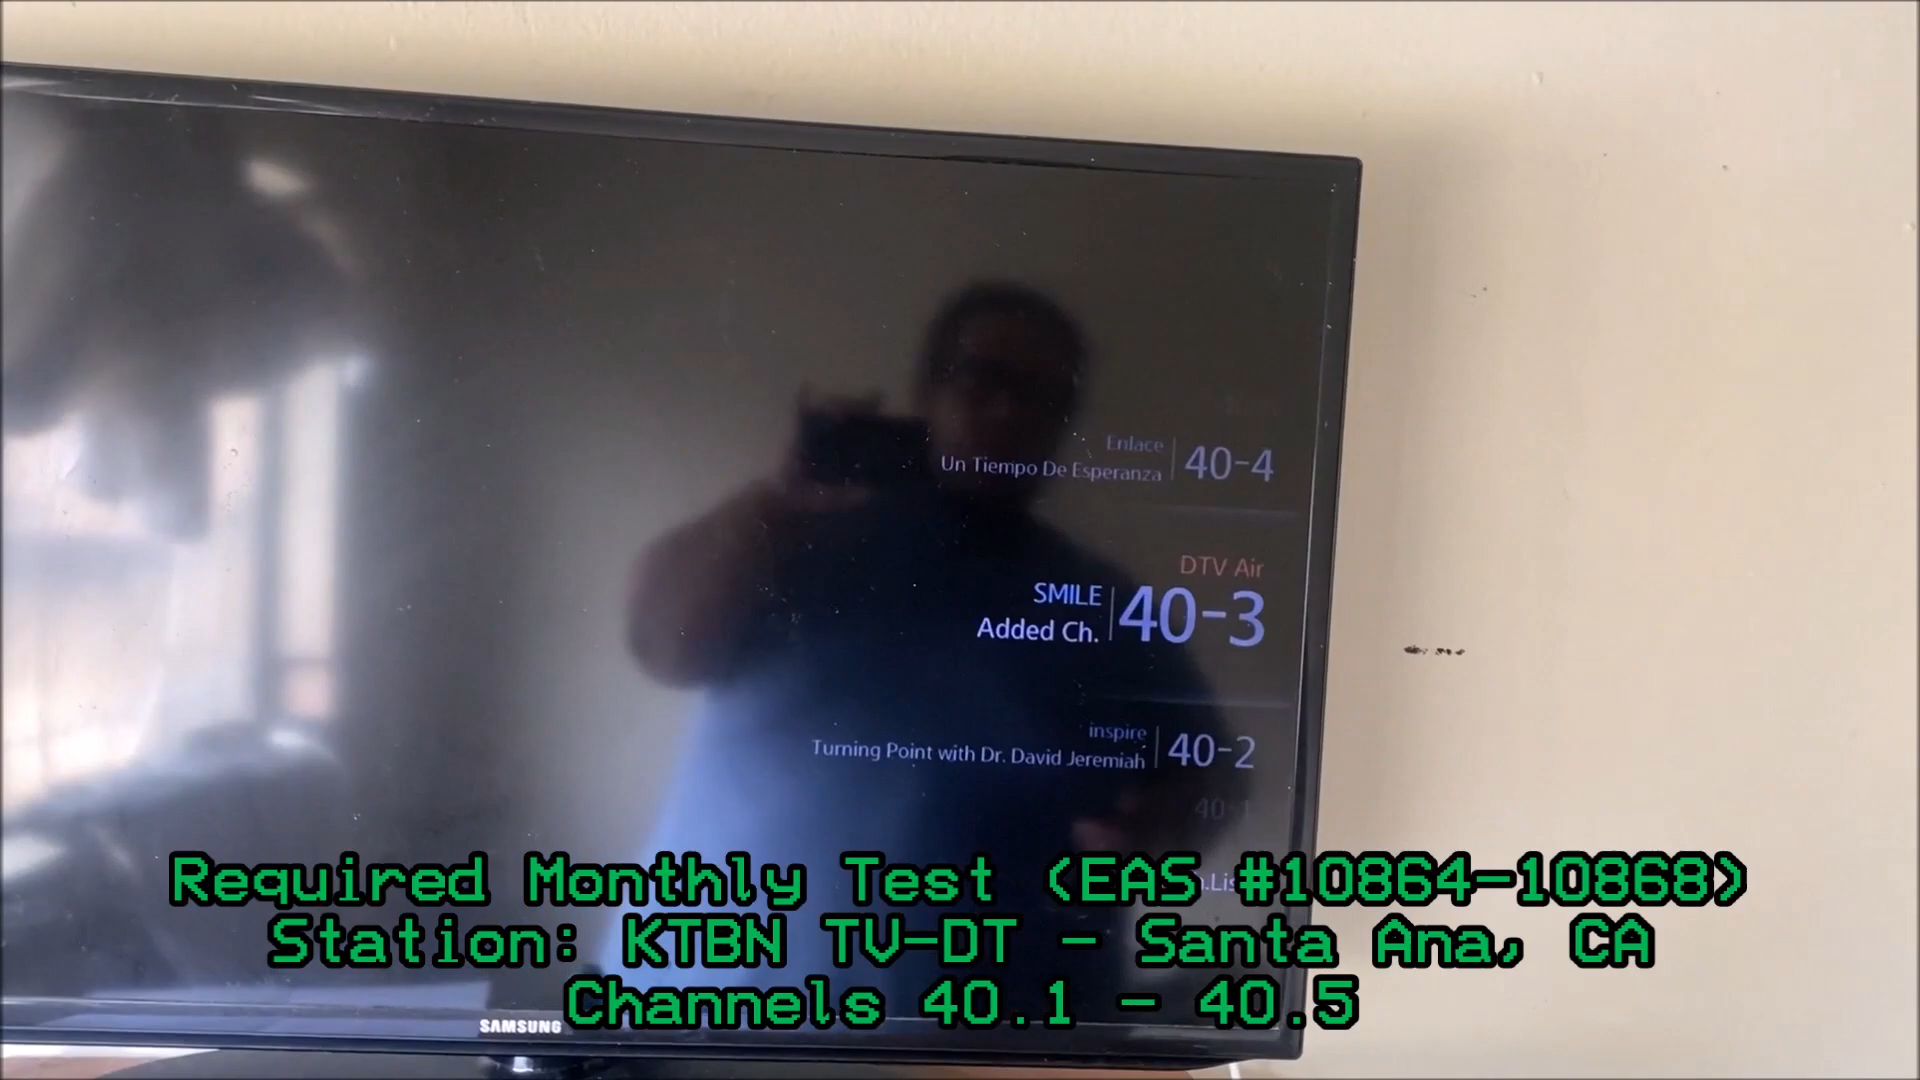 Enlace
Un Tiempo De Esperanza
40-4
DTV Air
SMILE
Added Ch.
40-3
inspire
Turning Point with Dr. David Jeremiah
40-2
40-1
Required Monthly Test (EAS #10864-10868)
Station: KTBN TV-DT - Santa Ana, CA
Channels 40.1 - 40.5
SAMSUNG